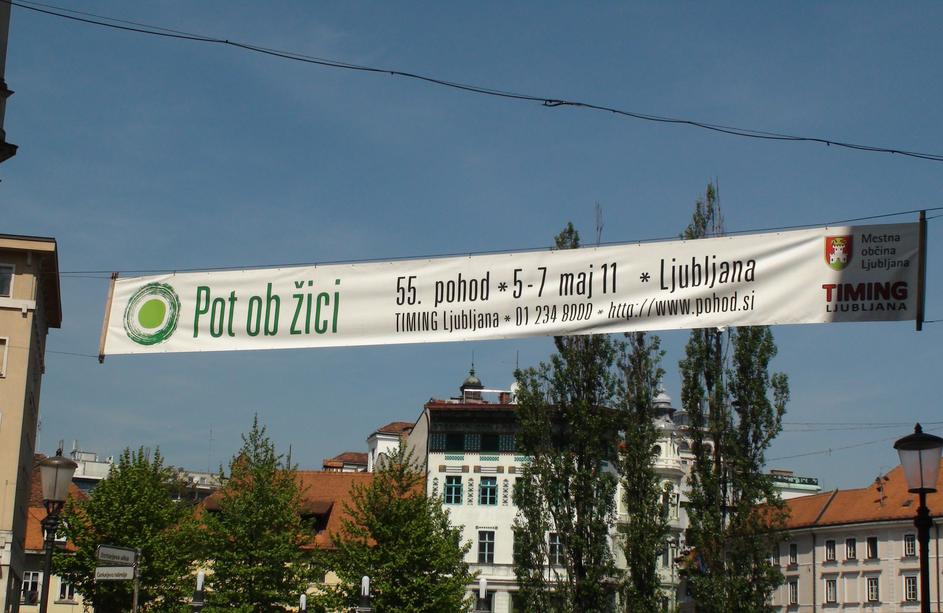 Pot ob žici
55. pohod * 5-7 maj 11 * Ljubljana
TIMING Ljubljana * 01 234 8000 * http://www.pohod.si
Mestna
občina
Ljubljana
TIMING
LJUBLJANA